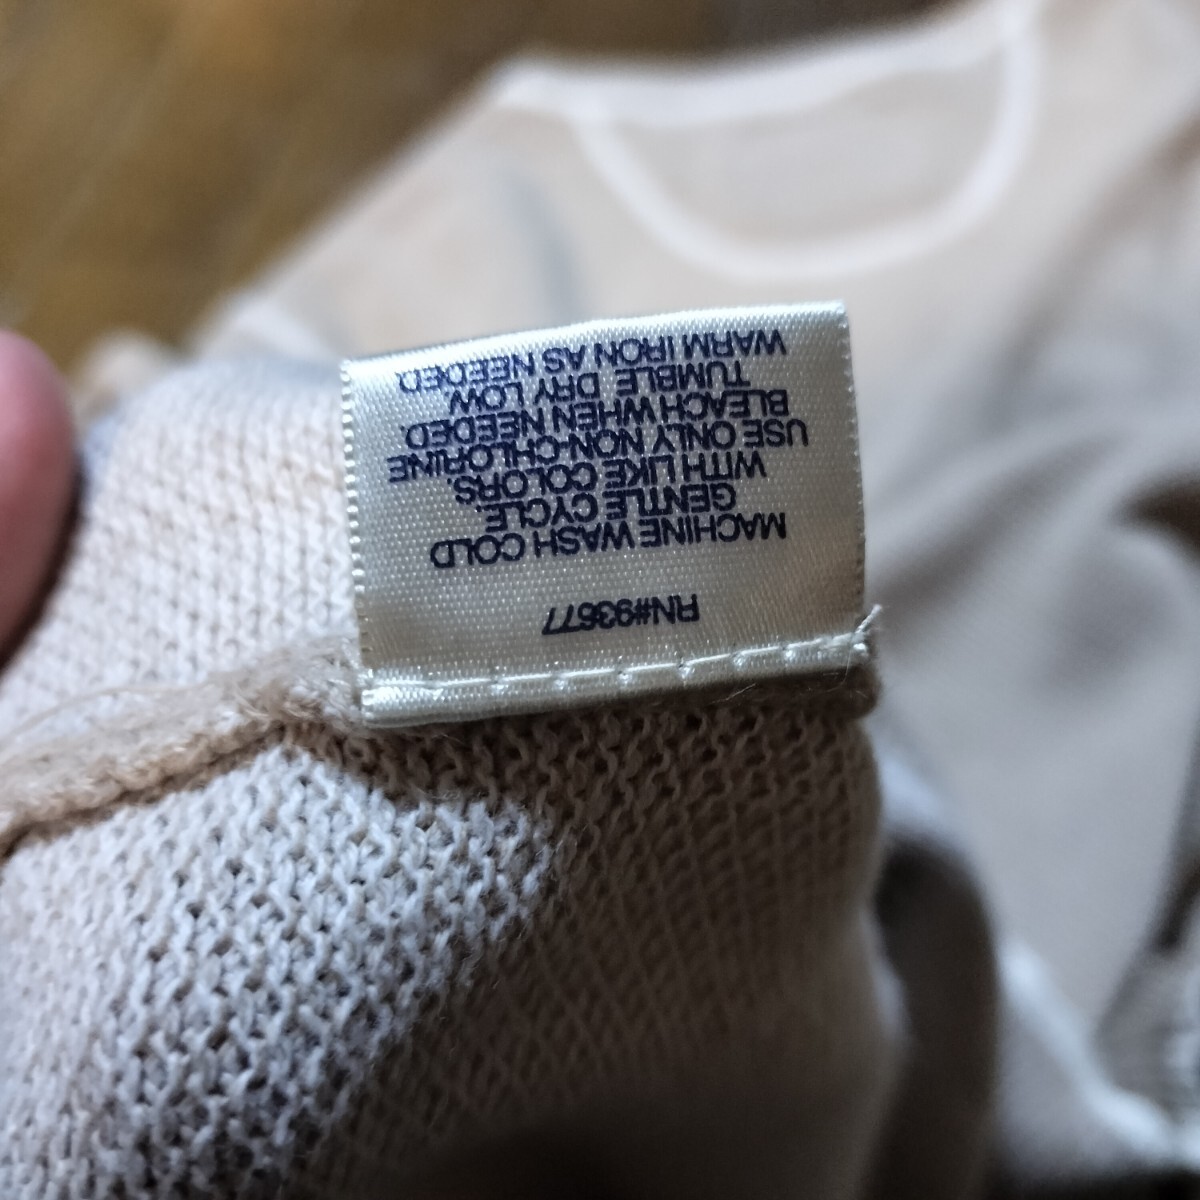 RN#93677
MACHINE WASH COLD
GENTLE CYCLE.
WITH LIKE COLORS.
USE ONLY NON-CHLORINE
BLEACH WHEN NEEDED.
TUMBLE DRY LOW.
WARM IRON AS NEEDED.